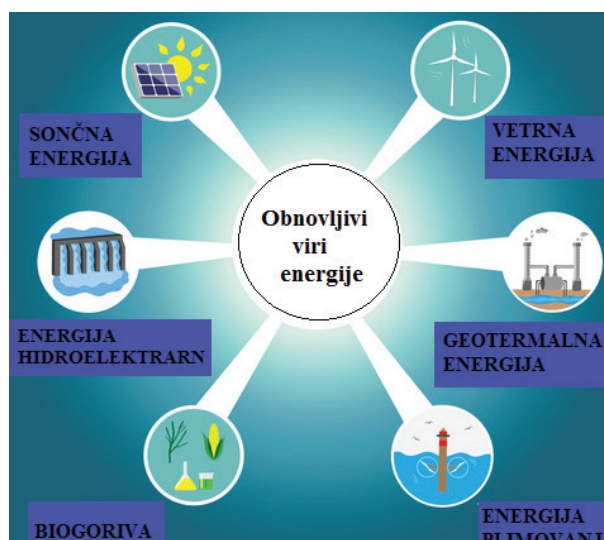 SONČNA
ENERGIJA
VETRNA
ENERGIJA
Obnovljivi
viri
energije
ENERGIJA
HIDROELEKTRARN
GEOTERMALNA
ENERGIJA
BIOGORIVA
ENERGIJA